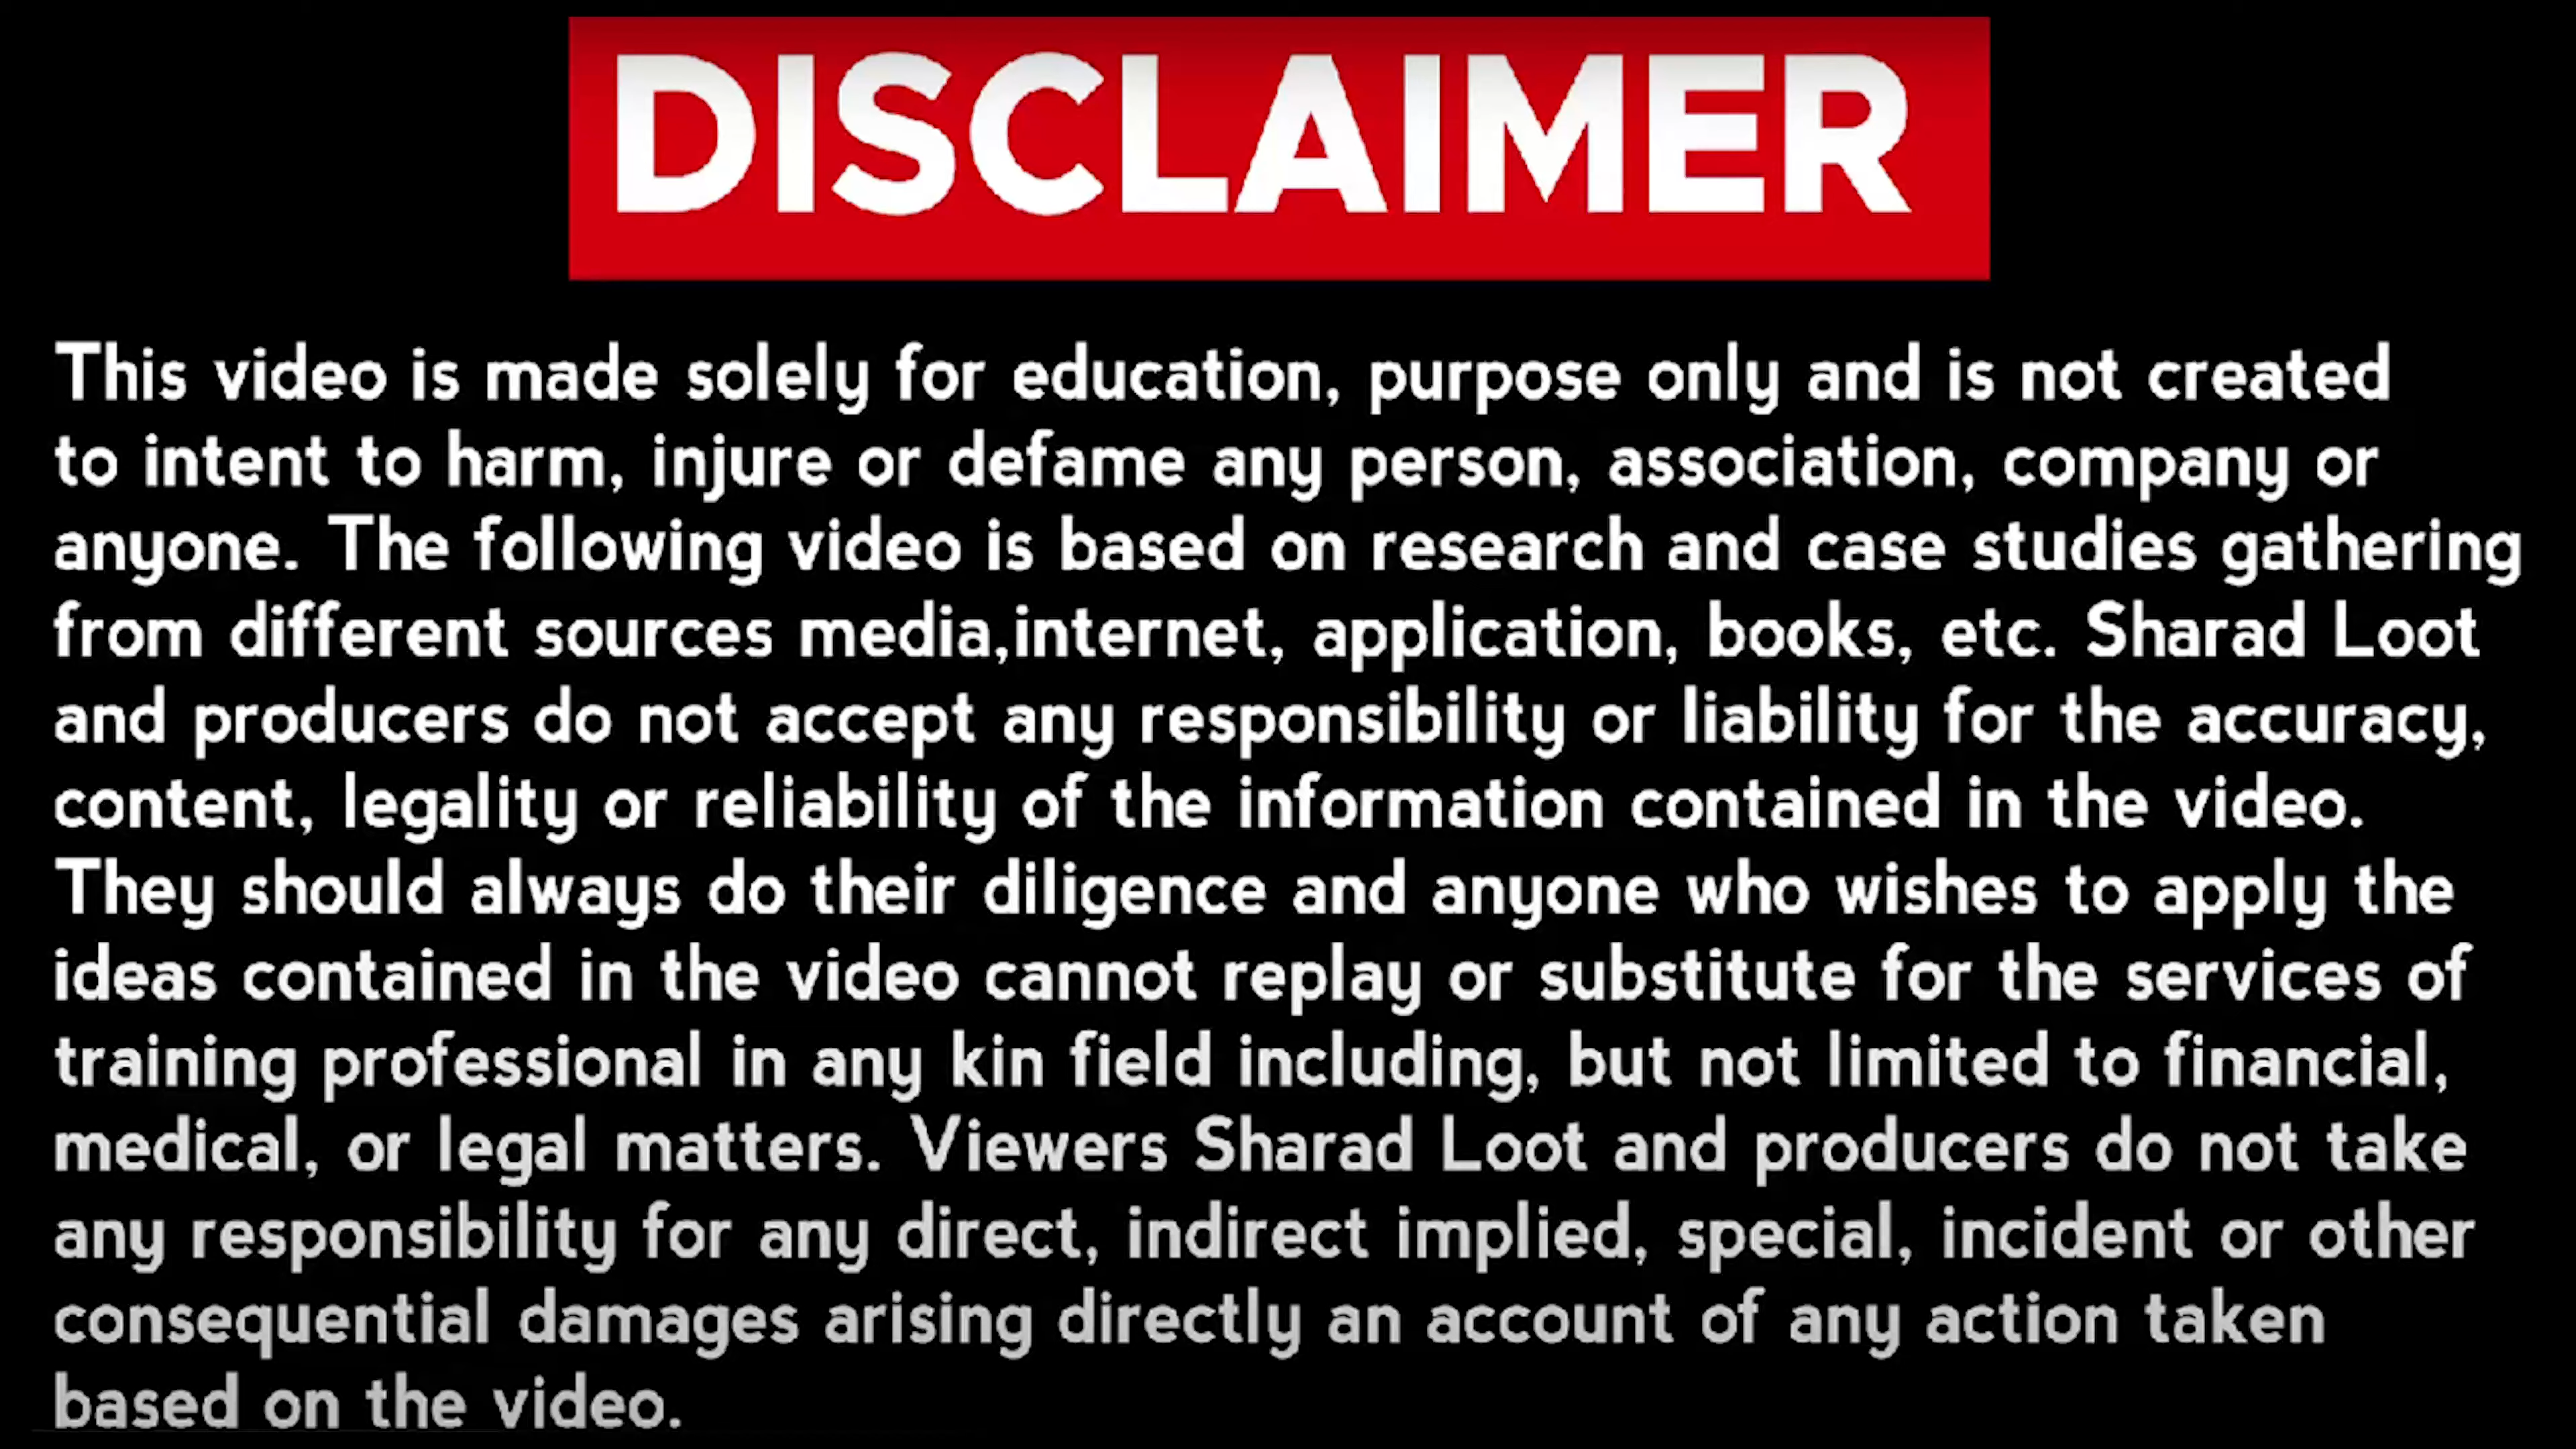 DISCLAIMER
This video is made solely for education, purpose only and is not created
to intent to harm, injure or defame any person, association, company or
anyone. The following video is based on research and case studies gathering
from different sources media,internet, application, books, etc. Sharad Loot
and producers do not accept any responsibility or liability for the accuracy,
content, legality or reliability of the information contained in the video.
They should always do their diligence and anyone who wishes to apply the
ideas contained in the video cannot replay or substitute for the services of
training professional in any kin field including, but not limited to financial,
medical, or legal matters. Viewers Sharad Loot and producers do not take
any responsibility for any direct, indirect implied, special, incident or other
consequential damages arising directly an account of any action taken
based on the video.